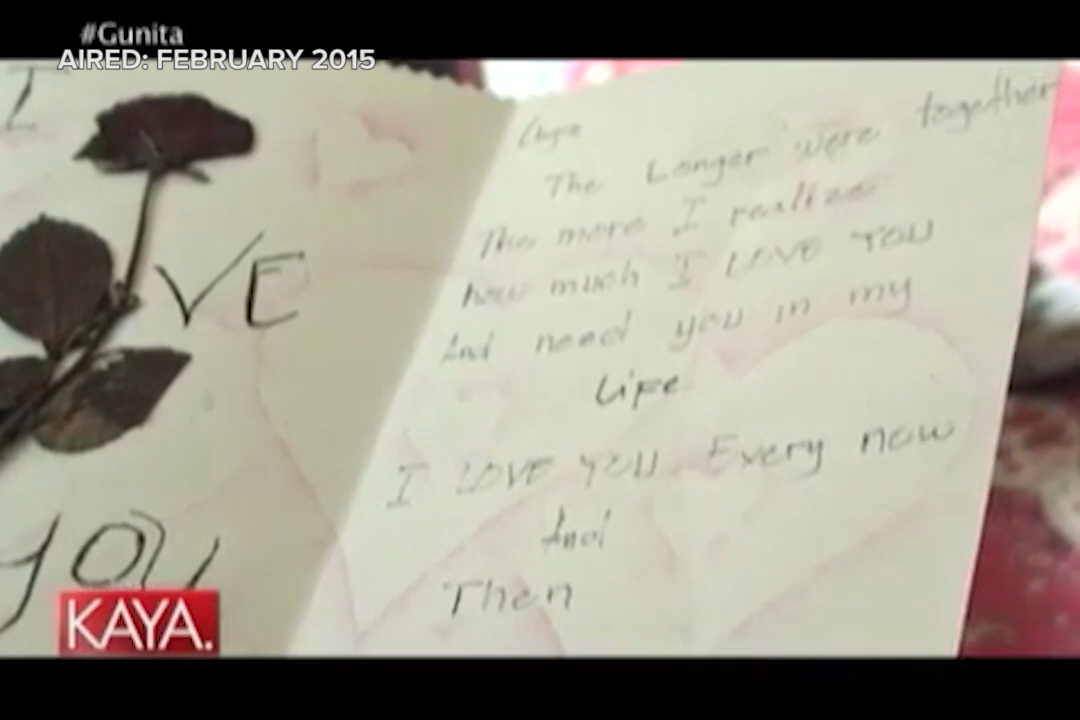 #Gunita
AIRED: FEBRUARY 2015
I
VE
YOU
The Longer were together
The more I realize
how much I LOVE YOU
And need you in my
Life
I LOVE YOU Every now
And
Then
KAYA.